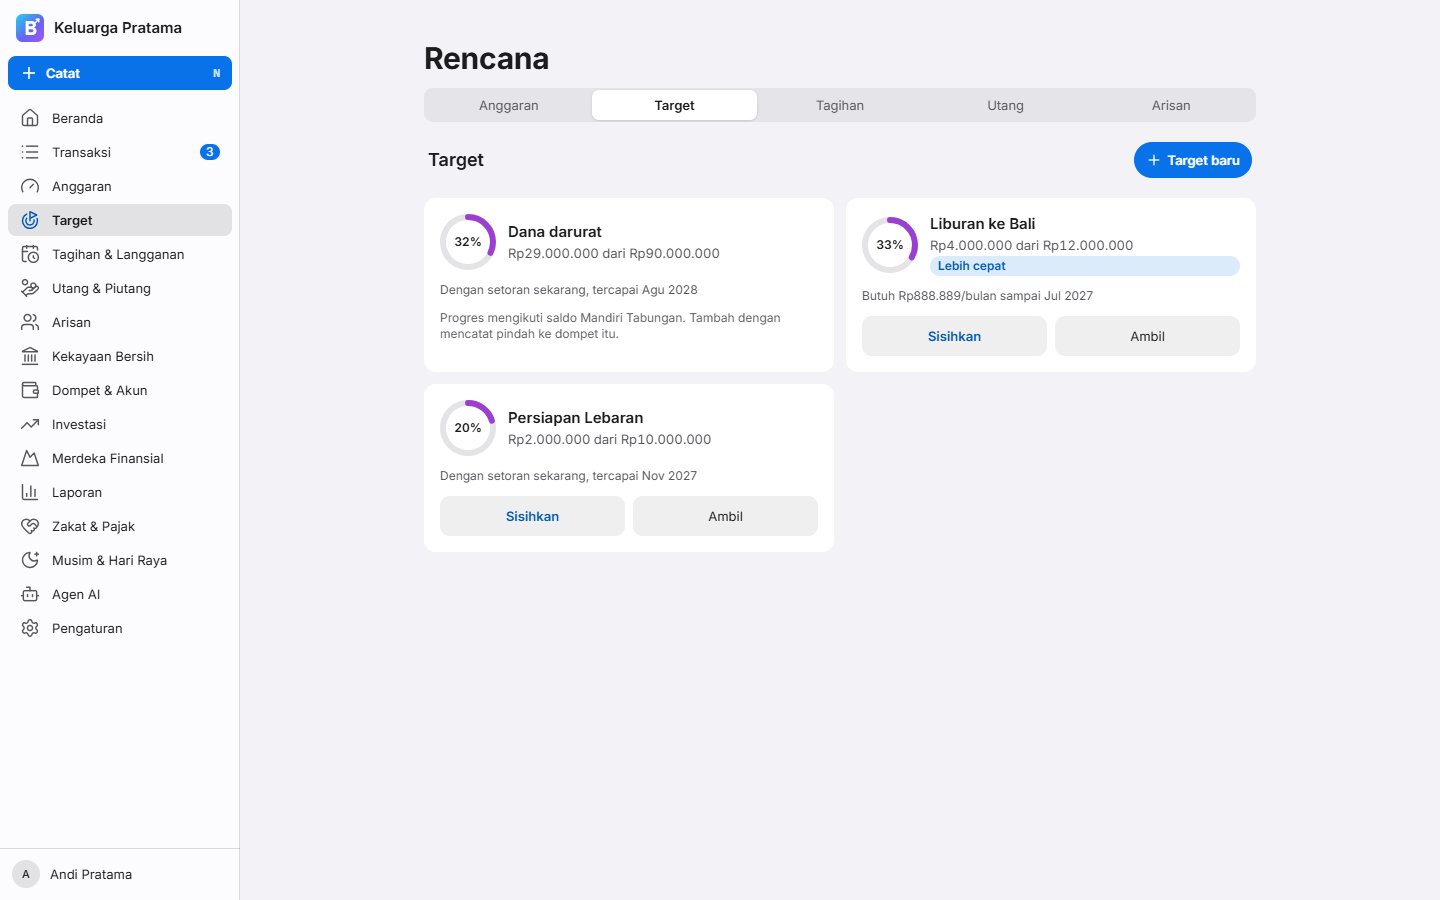 Keluarga Pratama
Catat N
Beranda
Transaksi 3
Anggaran
Target
Tagihan & Langganan
Utang & Piutang
Arisan
Kekayaan Bersih
Dompet & Akun
Investasi
Merdeka Finansial
Laporan
Zakat & Pajak
Musim & Hari Raya
Agen AI
Pengaturan
A Andi Pratama
Rencana
Anggaran Target Tagihan Utang Arisan
Target
Target baru
32%
Dana darurat
Rp29.000.000 dari Rp90.000.000
Dengan setoran sekarang, tercapai Agu 2028
Progres mengikuti saldo Mandiri Tabungan. Tambah dengan
mencatat pindah ke dompet itu.
33%
Liburan ke Bali
Rp4.000.000 dari Rp12.000.000
Lebih cepat
Butuh Rp888.889/bulan sampai Jul 2027
Sisihkan Ambil
20%
Persiapan Lebaran
Rp2.000.000 dari Rp10.000.000
Dengan setoran sekarang, tercapai Nov 2027
Sisihkan Ambil